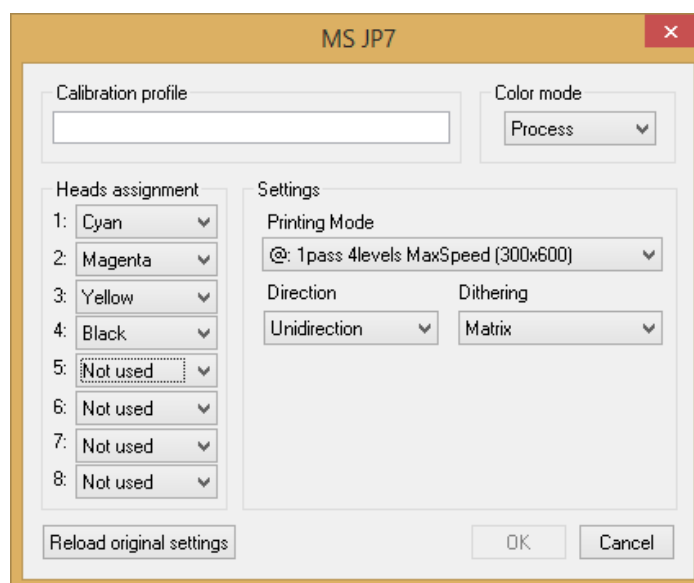 MS JP7
Calibration profile
Color mode
Process
Heads assignment
1: Cyan
2: Magenta
3: Yellow
4: Black
5: Not used
6: Not used
7: Not used
8: Not used
Settings
Printing Mode
@: 1pass 4levels MaxSpeed (300x600)
Direction
Dithering
Unidirection
Matrix
Reload original settings
OK
Cancel